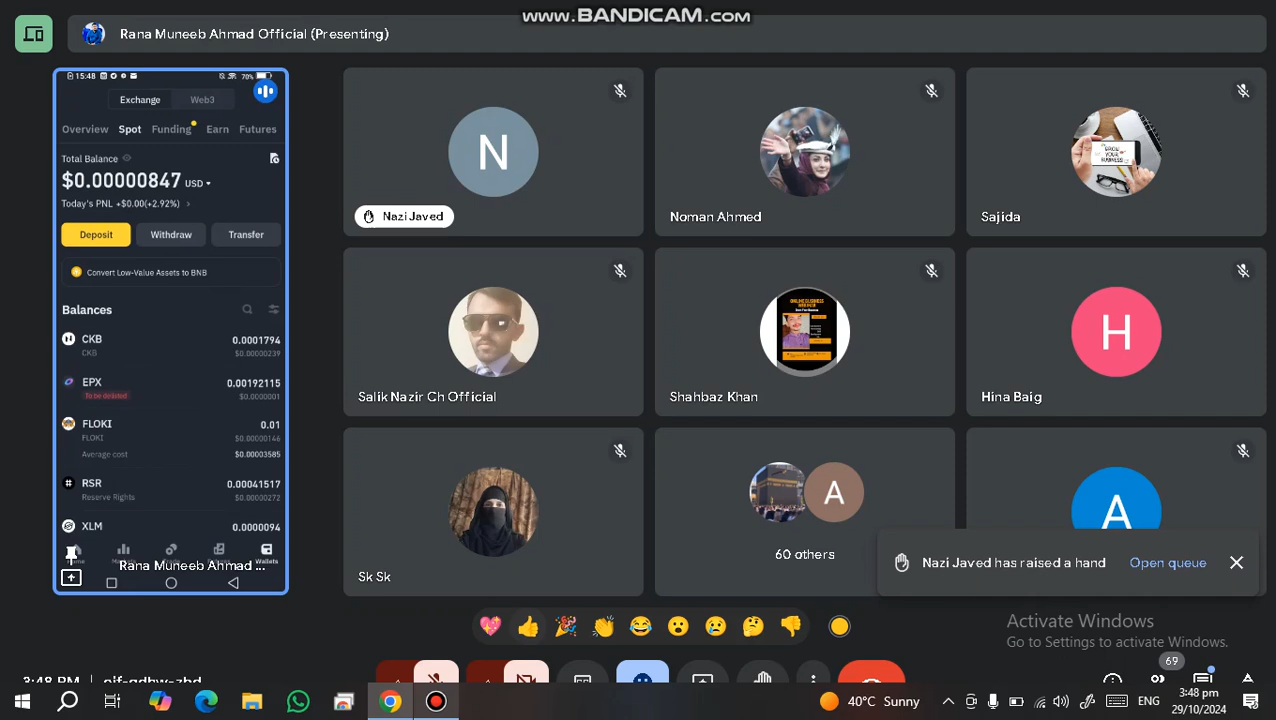 www.BANDICAM.com
Rana Muneeb Ahmad Official (Presenting)
15:48
70%
Exchange Web3
Overview Spot Funding Earn Futures
Total Balance
$0.00000847 USD
Today's PNL +$0.00(+2.92%)
Deposit Withdraw Transfer
Convert Low-Value Assets to BNB
Balances
CKB 0.0001794
CKB $0.00000239
EPX 0.00192115
To be delisted $0.0000001
FLOKI 0.01
FLOKI $0.00000146
Average cost $0.00003585
RSR 0.00041517
Reserve Rights $0.00000272
XLM 0.0000094
Wallets
Rana Muneeb Ahmad ...
N
Nazi Javed
Noman Ahmed
GROW YOUR BUSINESS
Sajida
Salik Nazir Ch Official
ONLINE BUSINESS
Shahbaz Khan
H
Hina Baig
Sk Sk
A
60 others
A
Nazi Javed has raised a hand Open queue
Activate Windows
Go to Settings to activate Windows.
69
3:48 PM
40°C Sunny
ENG
3:48 pm
29/10/2024